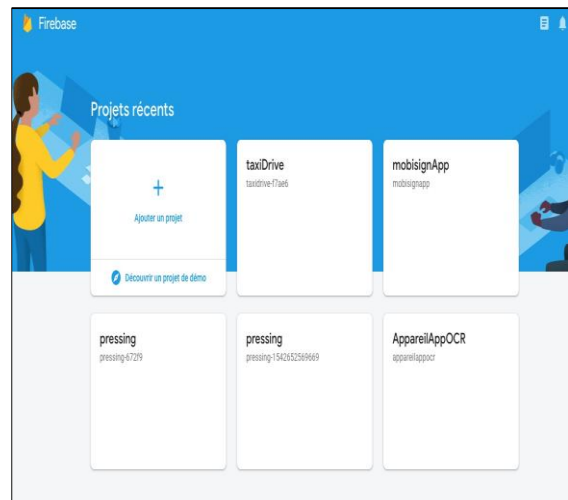 Firebase
Projets récents
Ajouter un projet
Découvrir un projet de démo
taxiDrive
taxidrive-f7ae6
mobisignApp
mobisignapp
pressing
pressing-672f9
pressing
pressing-1542652569669
AppareilAppOCR
appareilappocr